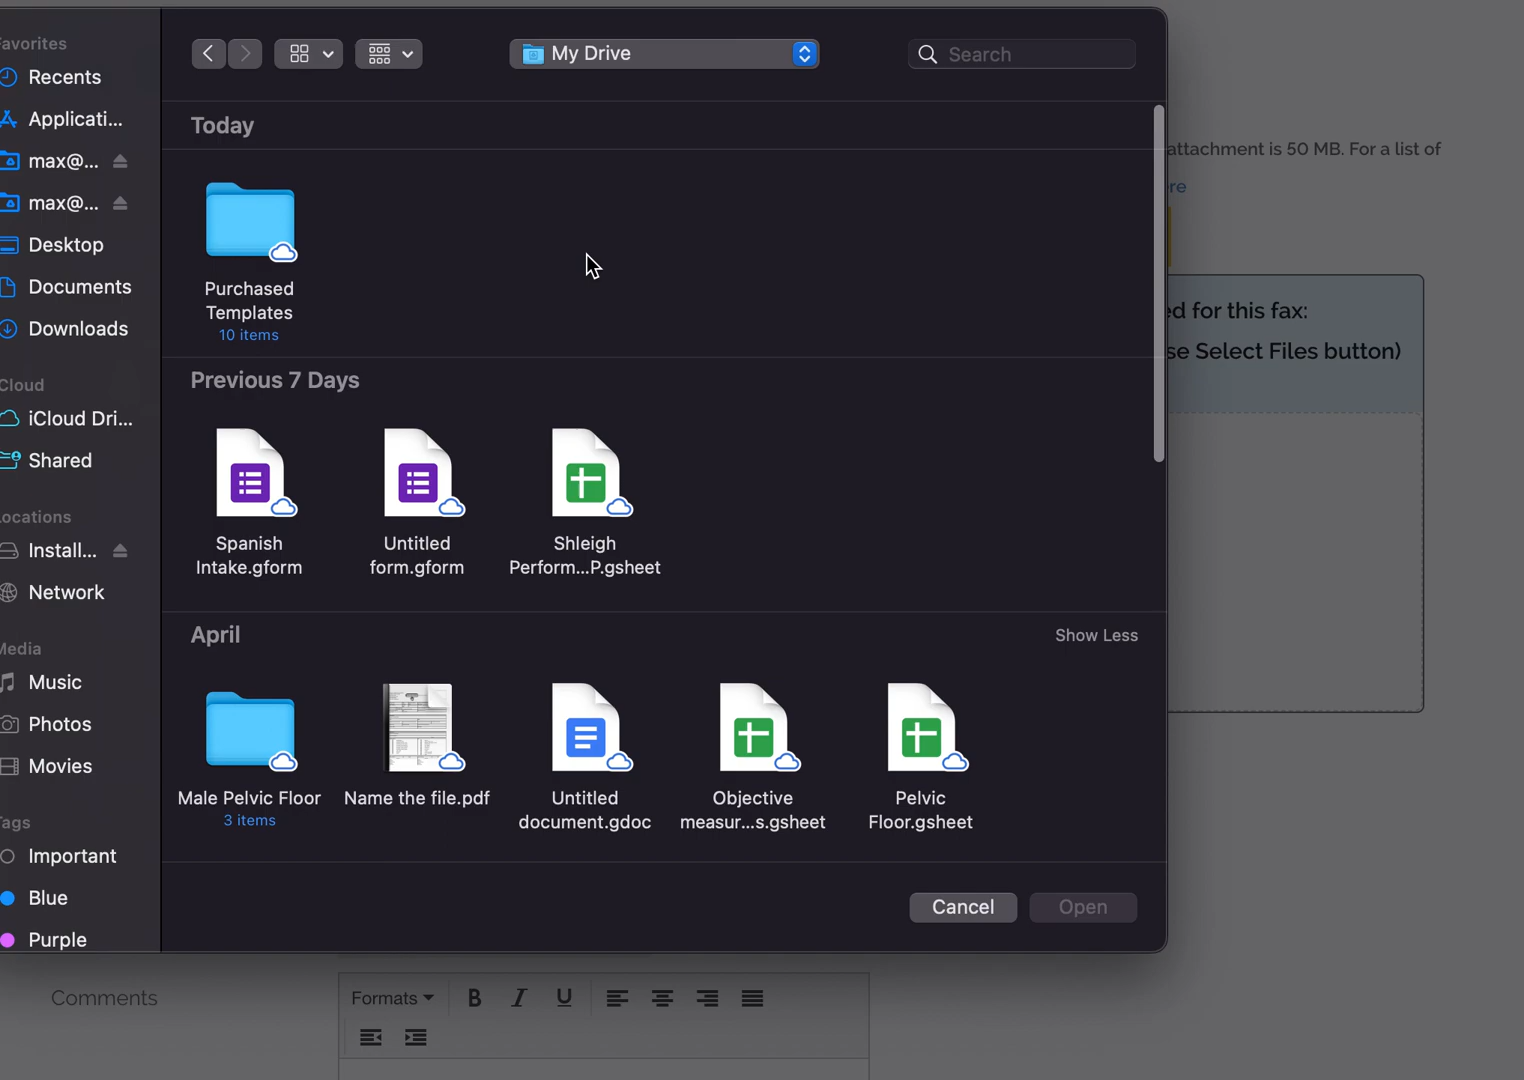 Favorites
Recents
Applicati...
max@...
max@...
Desktop
Documents
Downloads
iCloud
iCloud Dri...
Shared
Locations
Install...
Network
Media
Music
Photos
Movies
Tags
Important
Blue
Purple
My Drive
Search
Today
Purchased
Templates
10 items
Previous 7 Days
Spanish
Intake.gform
Untitled
form.gform
Shleigh
Perform...P.gsheet
April
Show Less
Male Pelvic Floor
3 items
Name the file.pdf
Untitled
document.gdoc
Objective
measur...s.gsheet
Pelvic
Floor.gsheet
Cancel
Open
attachment is 50 MB. For a list of
re
ed for this fax:
se Select Files button)
Comments
Formats
B I U